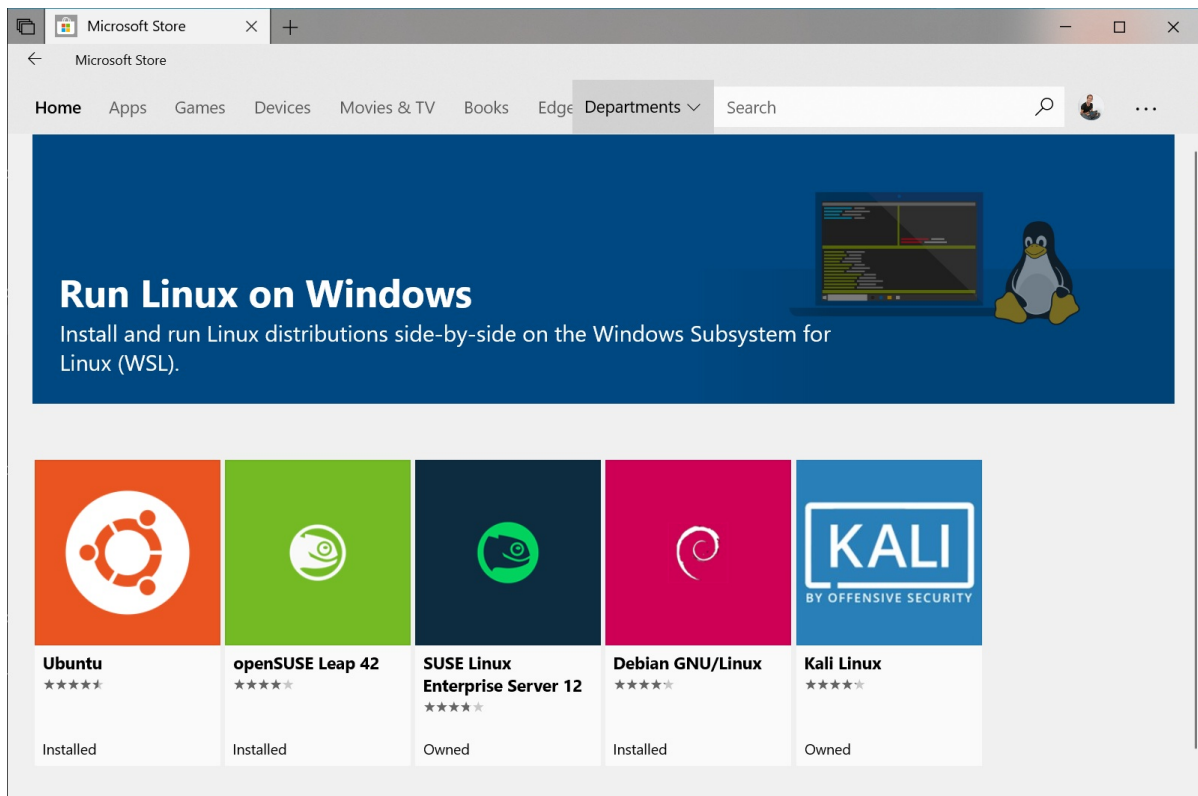 Microsoft Store
Microsoft Store
Home Apps Games Devices Movies & TV Books Edge Departments Search
Run Linux on Windows
Install and run Linux distributions side-by-side on the Windows Subsystem for
Linux (WSL).
KALI
BY OFFENSIVE SECURITY
Ubuntu
Installed
openSUSE Leap 42
Installed
SUSE Linux
Enterprise Server 12
Owned
Debian GNU/Linux
Installed
Kali Linux
Owned